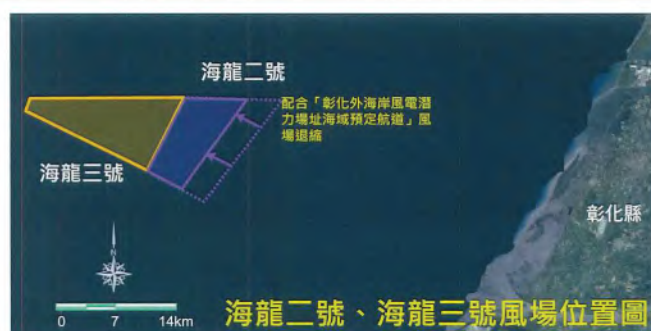 海龍二號
配合「彰化外海岸風電潛
力場址海域預定航道」風
場退縮
海龍三號
彰化縣
N
0 7 14km
海龍二號、海龍三號風場位置圖